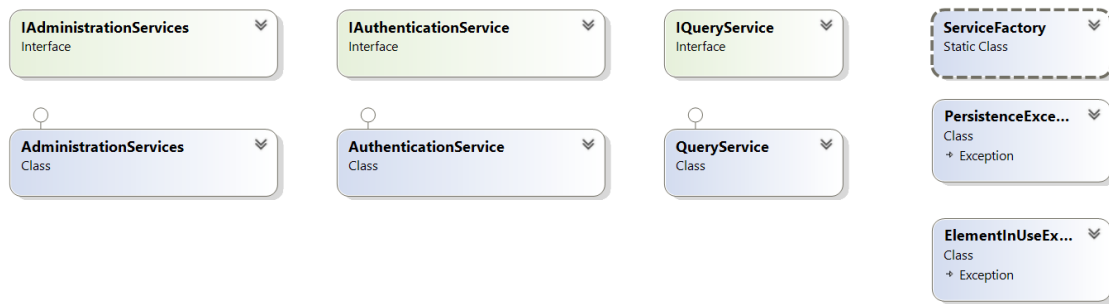 IAdministrationServices
Interface
IAuthenticationService
Interface
IQueryService
Interface
ServiceFactory
Static Class
AdministrationServices
Class
AuthenticationService
Class
QueryService
Class
PersistenceExce...
Class
Exception
ElementInUseEx...
Class
Exception